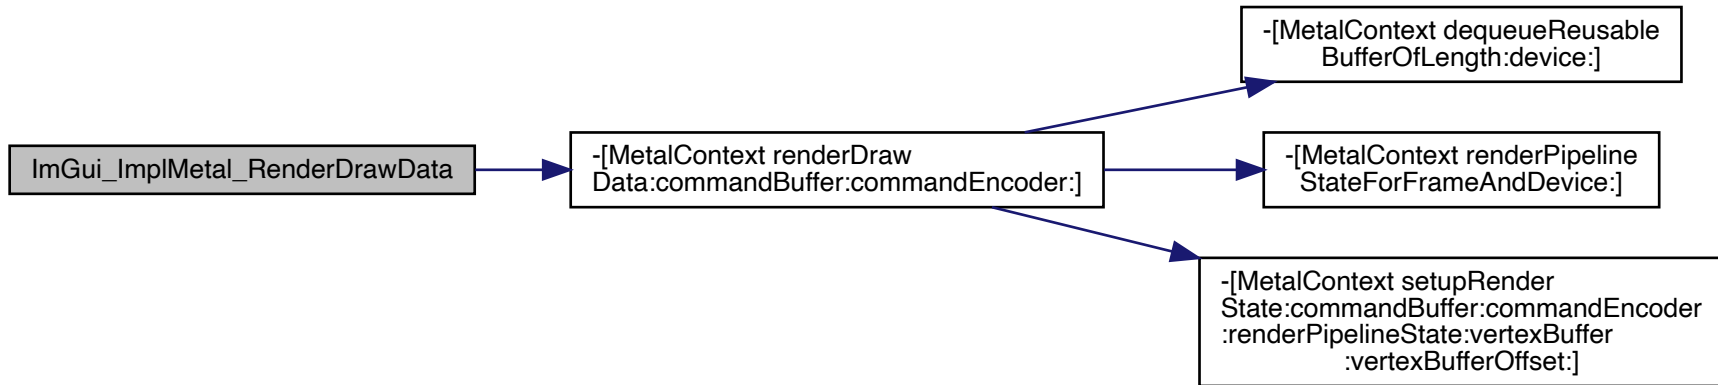 ImGui_ImplMetal_RenderDrawData
-[MetalContext renderDraw
Data:commandBuffer:commandEncoder:]
-[MetalContext dequeueReusable
BufferOfLength:device:]
-[MetalContext renderPipeline
StateForFrameAndDevice:]
-[MetalContext setupRender
State:commandBuffer:commandEncoder
:renderPipelineState:vertexBuffer
:vertexBufferOffset:]